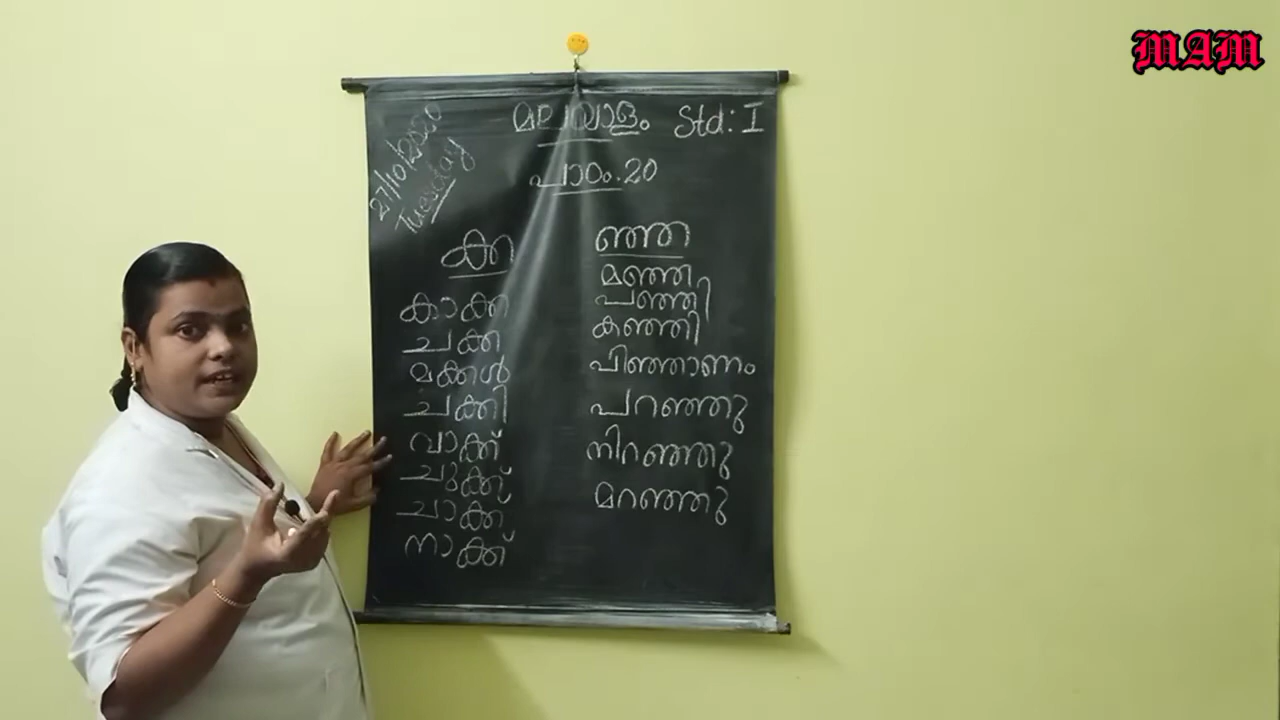 MAM
27/10/2020
Tuesday
മലയാളം Std: I
പാഠം.20
ക്ക
കാക്ക
ചക്ക
മക്കൾ
ചക്കി
വാക്ക്
ചുക്ക്
ചാക്ക്
നാക്ക്
ഞ്ഞ
മഞ്ഞ
പഞ്ഞി
കഞ്ഞി
പിഞ്ഞാണം
പറഞ്ഞു
നിറഞ്ഞു
മറഞ്ഞു